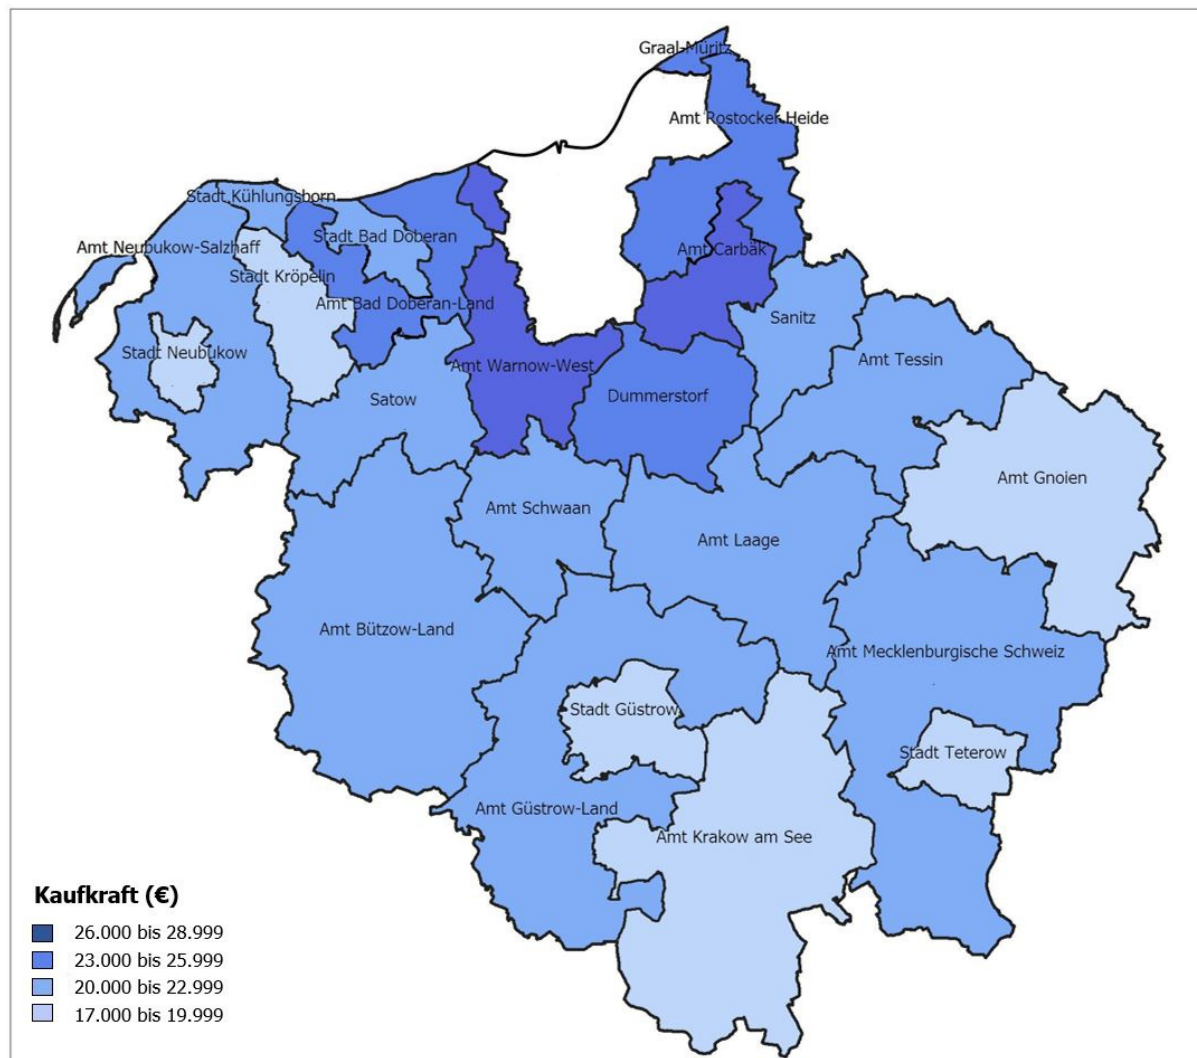 Graal-Müritz
Amt Rostocker Heide
Stadt Kühlungsborn
Stadt Bad Doberan
Amt Neubukow-Salzhaff
Amt Carbäk
Stadt Kröpelin
Amt Bad Doberan-Land
Sanitz
Stadt Neubukow
Amt Tessin
Amt Warnow-West
Satow
Dummerstorf
Amt Gnoien
Amt Schwaan
Amt Laage
Amt Bützow-Land
Amt Mecklenburgische Schweiz
Stadt Güstrow
Stadt Teterow
Amt Güstrow-Land
Amt Krakow am See
Kaufkraft (€)
26.000 bis 28.999
23.000 bis 25.999
20.000 bis 22.999
17.000 bis 19.999